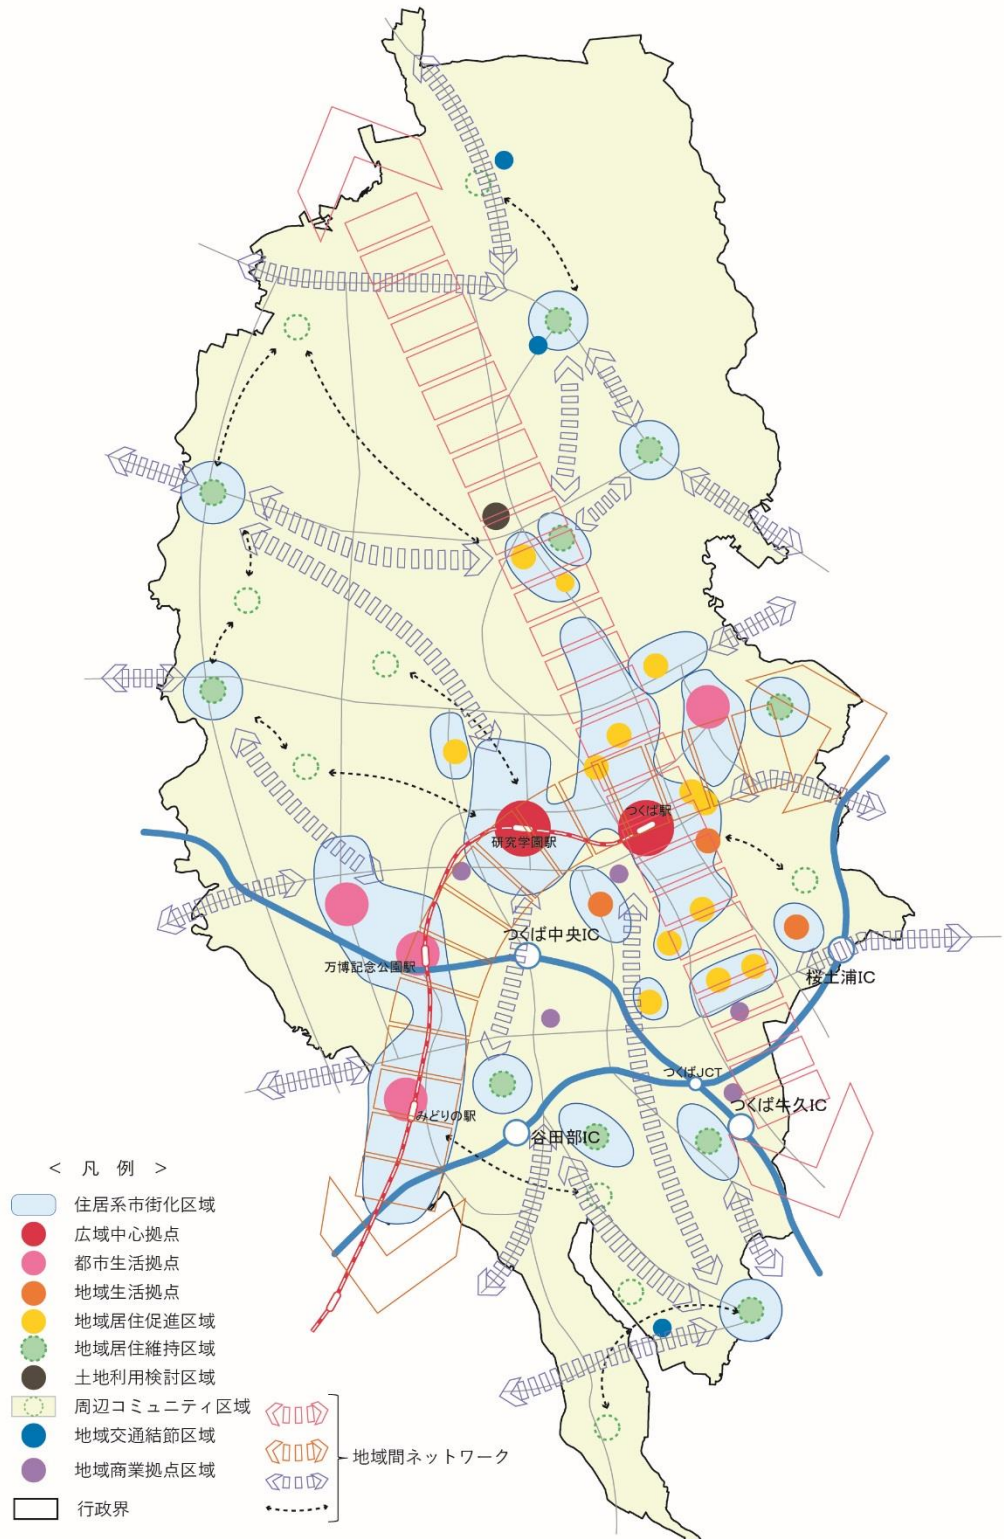 つくば駅
研究学園駅
つくば中央IC
万博記念公園駅
桜土浦IC
つくばJCT
つくば牛久IC
みどりの駅
谷田部IC
< 凡 例 >
住居系市街化区域
広域中心拠点
都市生活拠点
地域生活拠点
地域居住促進区域
地域居住維持区域
土地利用検討区域
周辺コミュニティ区域
地域交通結節区域
地域間ネットワーク
地域商業拠点区域
行政界